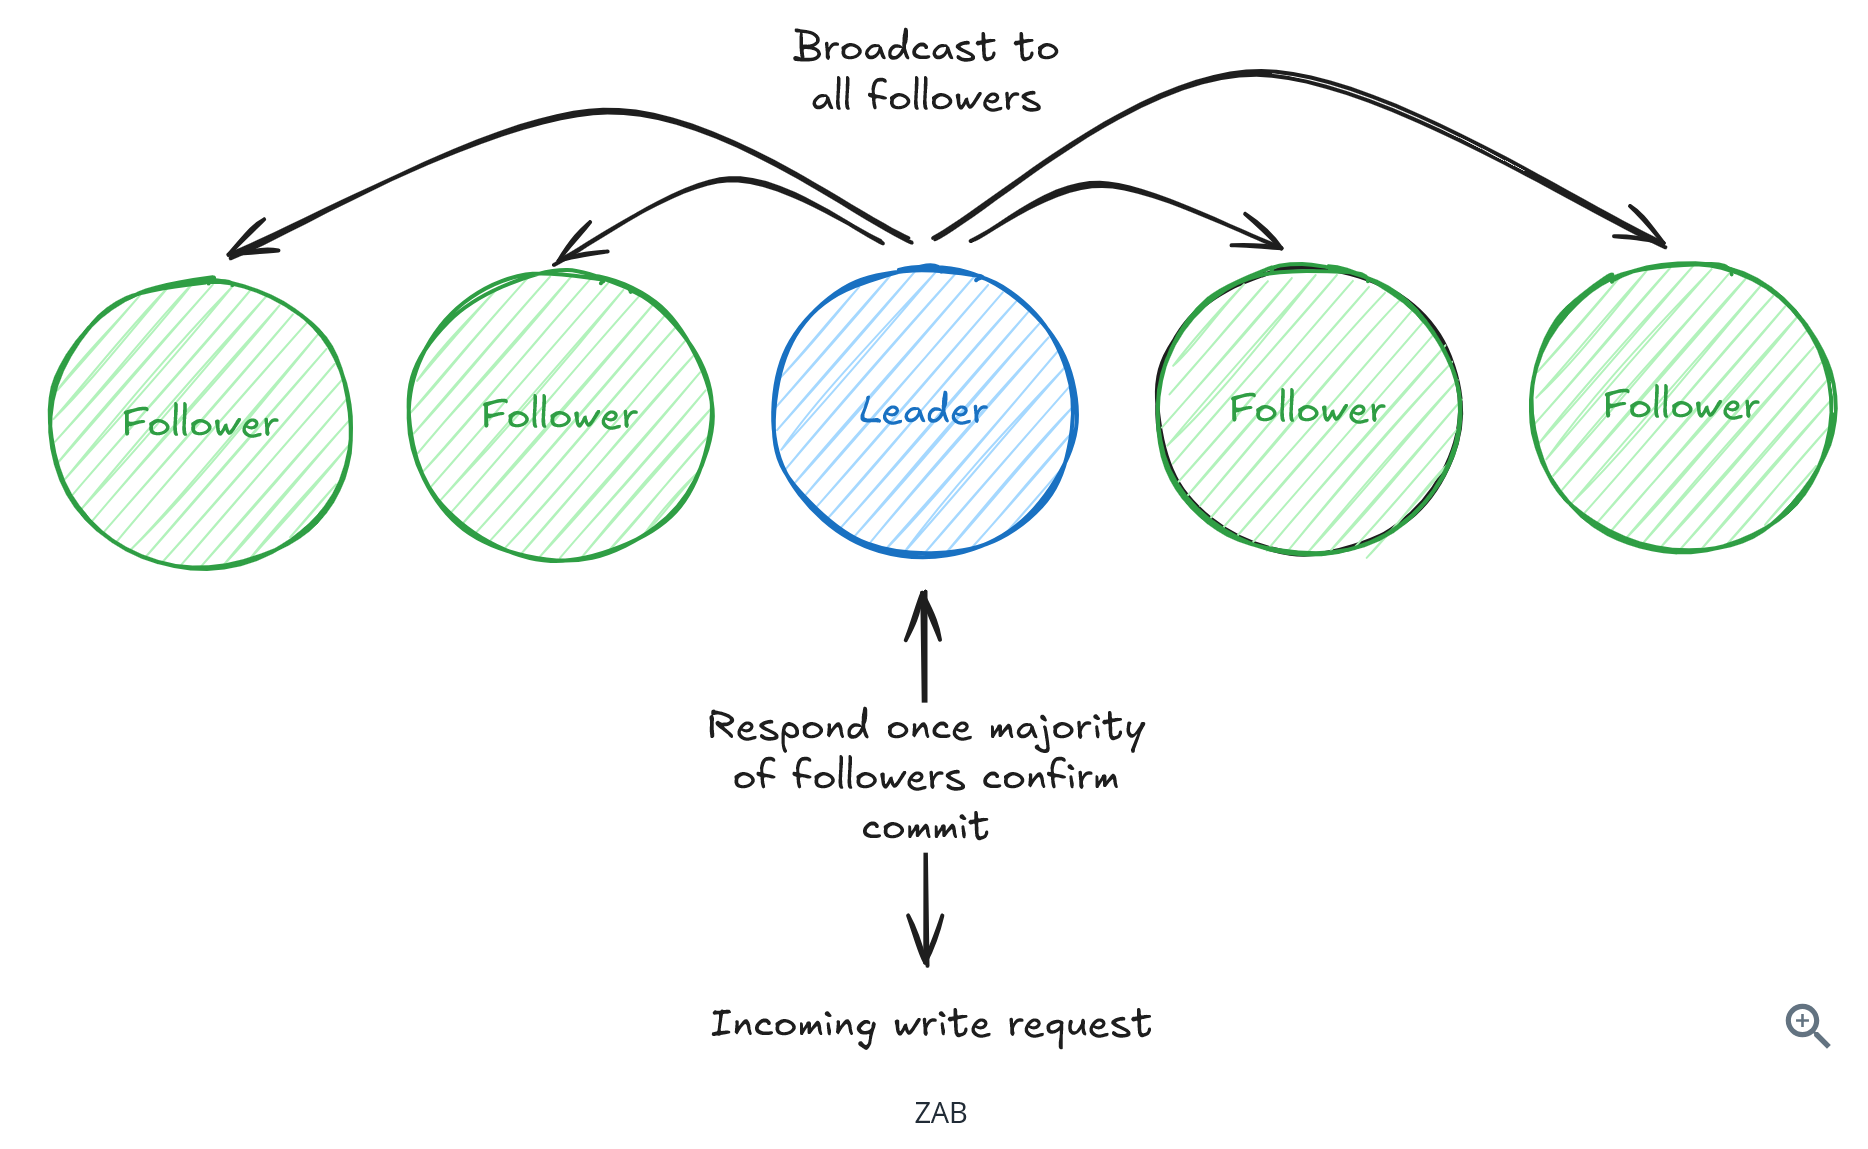 Broadcast to
all followers
Follower
Follower
Leader
Follower
Follower
Respond once majority
of followers confirm
commit
Incoming write request
ZAB